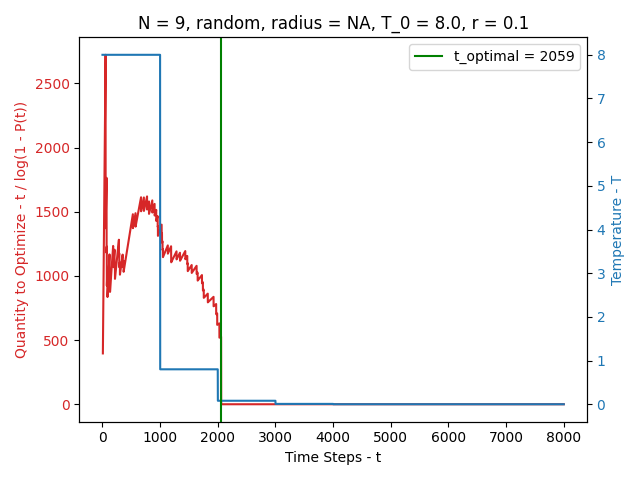 N = 9, random, radius = NA, T_0 = 8.0, r = 0.1
t_optimal = 2059
Quantity to Optimize - t / log(1 - P(t))
2500
2000
1500
1000
500
0
8
7
6
5
4
3
2
1
0
Temperature - T
0 1000 2000 3000 4000 5000 6000 7000 8000
Time Steps - t